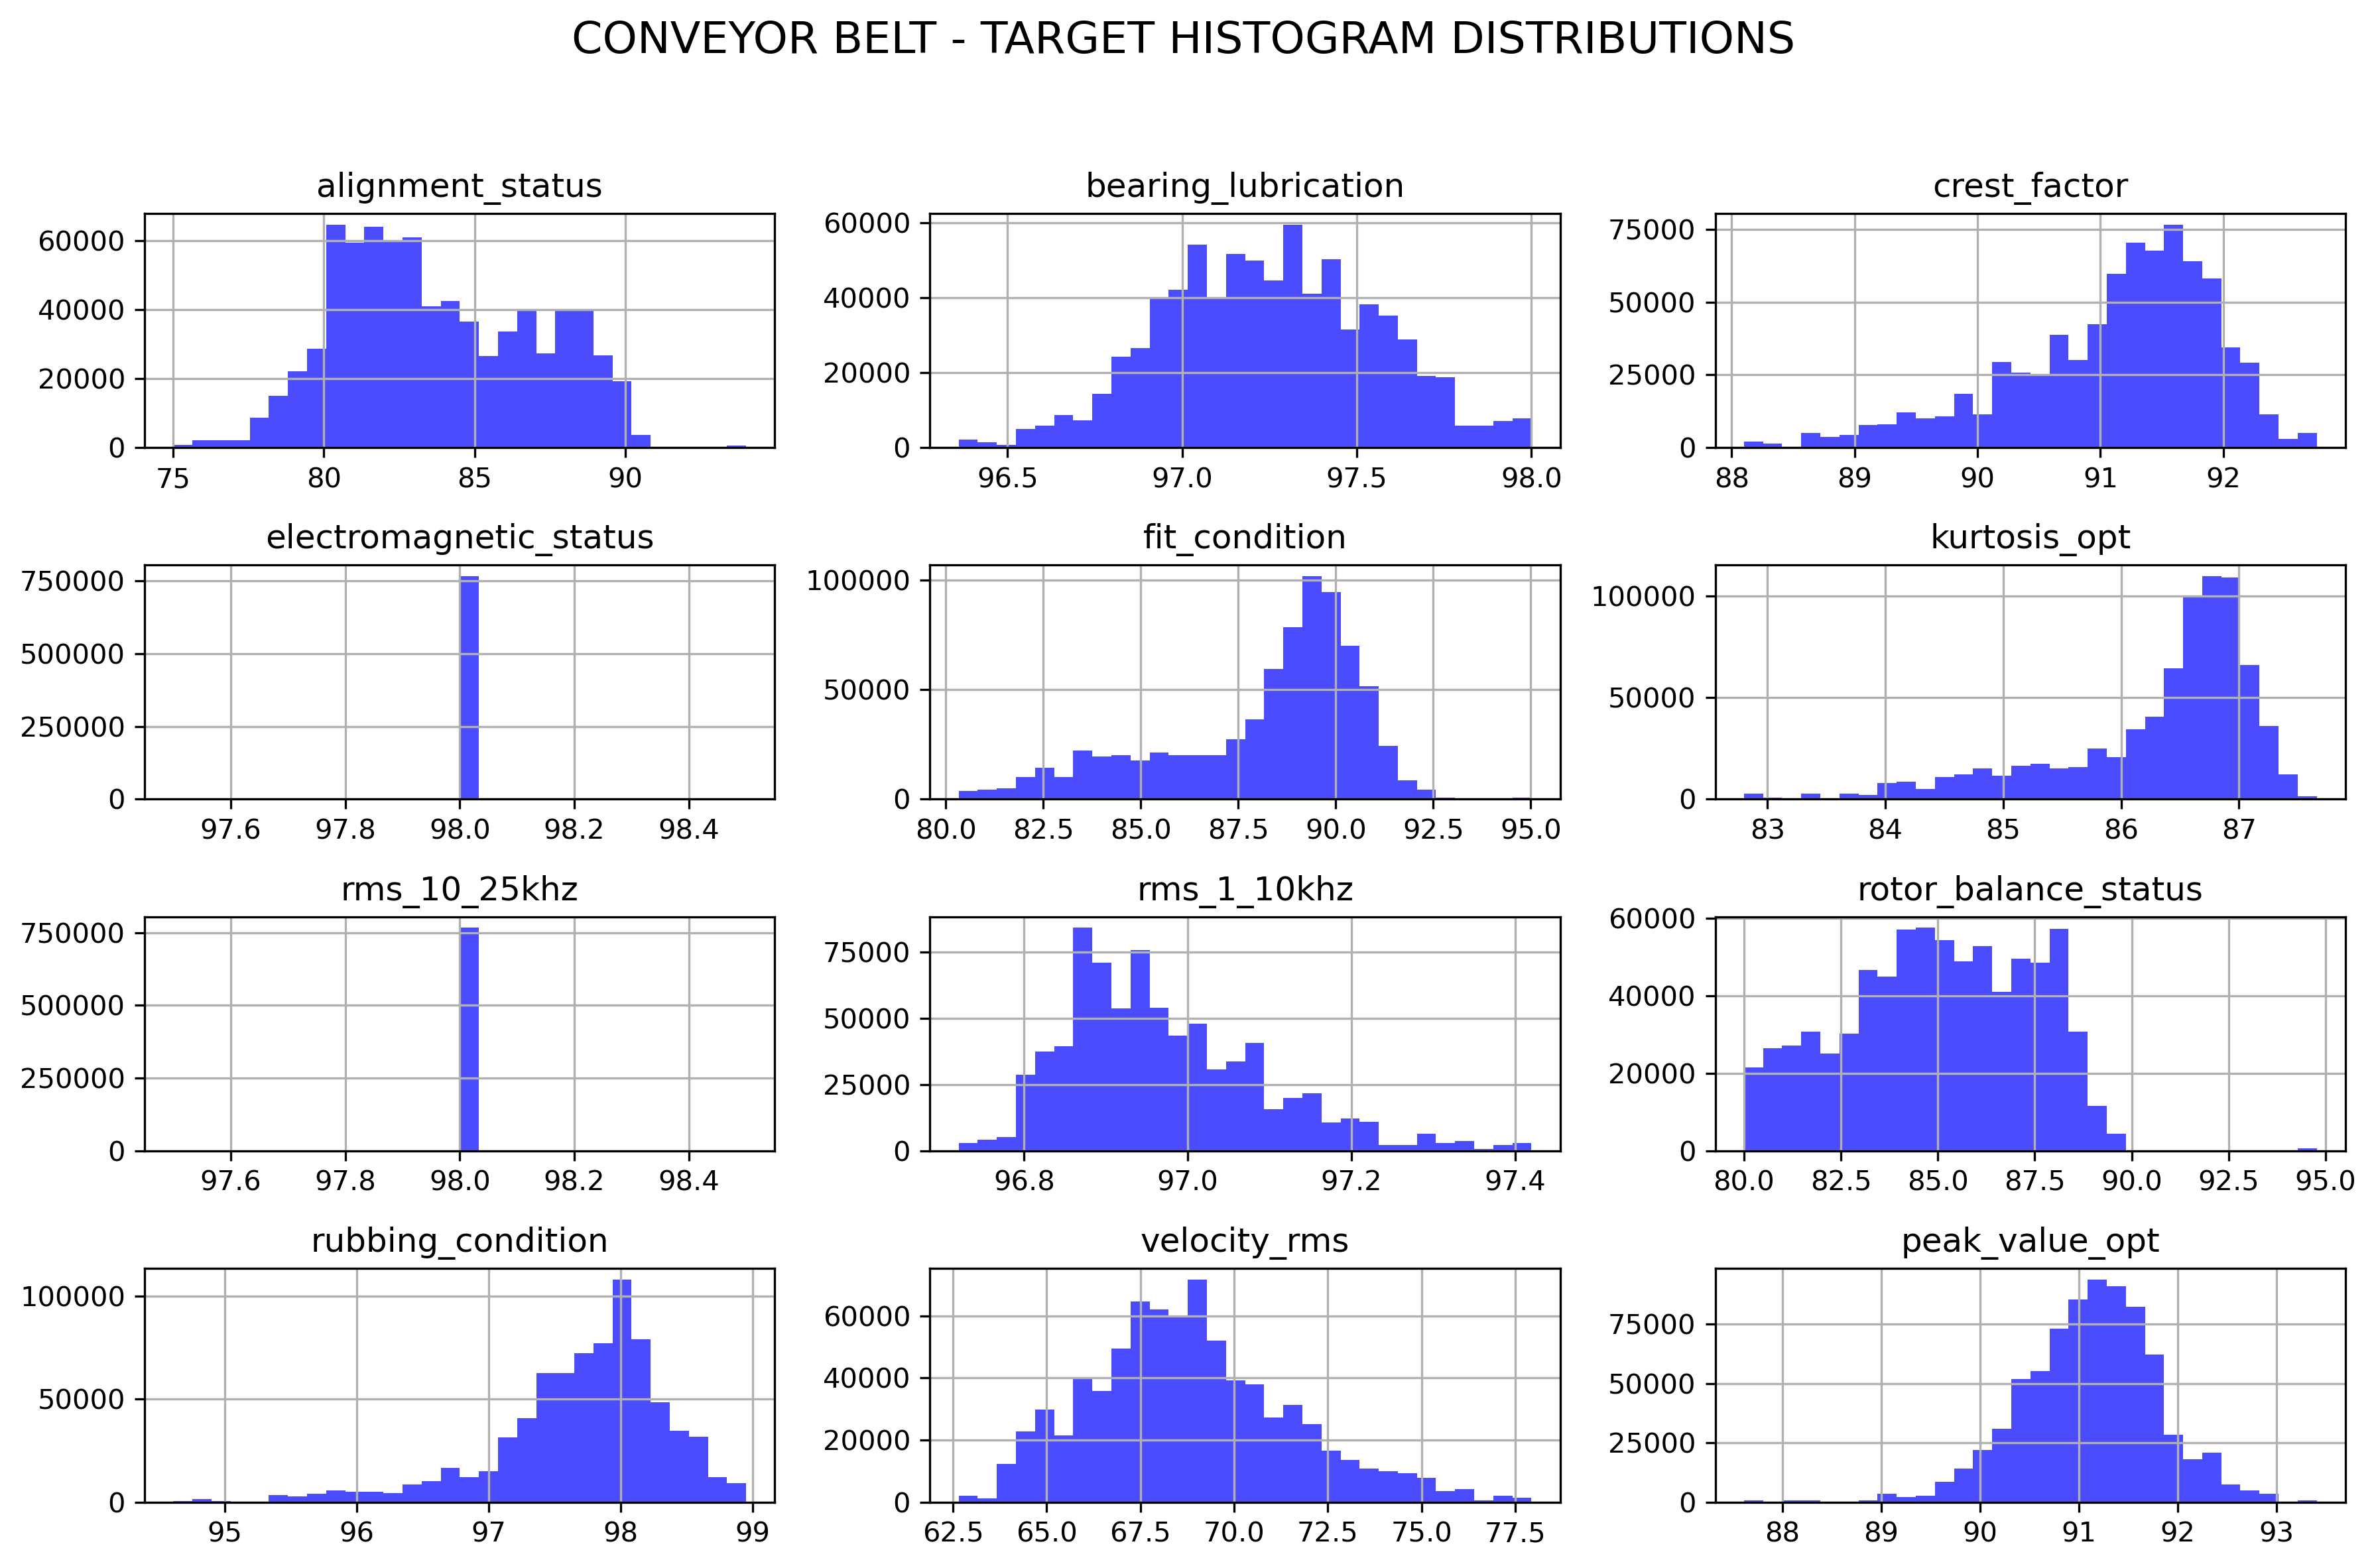 CONVEYOR BELT - TARGET HISTOGRAM DISTRIBUTIONS
alignment_status
60000
40000
20000
0
75 80 85 90
bearing_lubrication
60000
40000
20000
0
96.5 97.0 97.5 98.0
crest_factor
75000
50000
25000
0
88 89 90 91 92
electromagnetic_status
750000
500000
250000
0
97.6 97.8 98.0 98.2 98.4
fit_condition
100000
50000
0
80.0 82.5 85.0 87.5 90.0 92.5 95.0
kurtosis_opt
100000
50000
0
83 84 85 86 87
rms_10_25khz
750000
500000
250000
0
97.6 97.8 98.0 98.2 98.4
rms_1_10khz
75000
50000
25000
0
96.8 97.0 97.2 97.4
rotor_balance_status
60000
40000
20000
0
80.0 82.5 85.0 87.5 90.0 92.5 95.0
rubbing_condition
100000
50000
0
95 96 97 98 99
velocity_rms
60000
40000
20000
0
62.5 65.0 67.5 70.0 72.5 75.0 77.5
peak_value_opt
75000
50000
25000
0
88 89 90 91 92 93